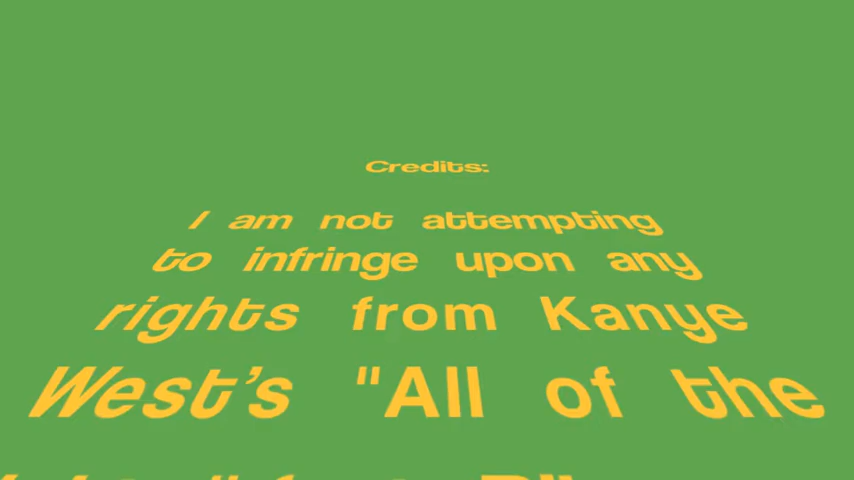 Credits:
I am not attempting
to infringe upon any
rights from Kanye
West's "All of the